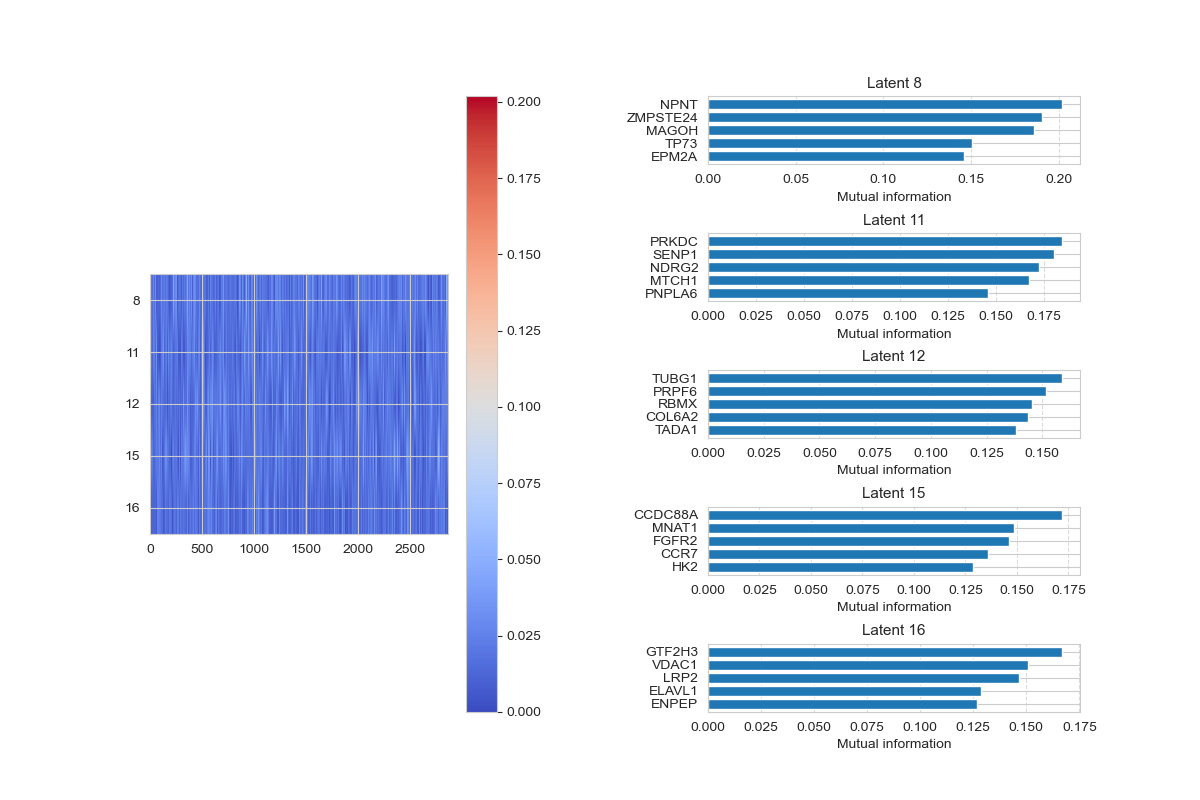 8
11
12
15
16
0 500 1000 1500 2000 2500
0.200
0.175
0.150
0.125
0.100
0.075
0.050
0.025
0.000
Latent 8
NPNT
ZMPSTE24
MAGOH
TP73
EPM2A
0.00 0.05 0.10 0.15 0.20
Mutual information
Latent 11
PRKDC
SENP1
NDRG2
MTCH1
PNPLA6
0.000 0.025 0.050 0.075 0.100 0.125 0.150 0.175
Mutual information
Latent 12
TUBG1
PRPF6
RBMX
COL6A2
TADA1
0.000 0.025 0.050 0.075 0.100 0.125 0.150
Mutual information
Latent 15
CCDC88A
MNAT1
FGFR2
CCR7
HK2
0.000 0.025 0.050 0.075 0.100 0.125 0.150 0.175
Mutual information
Latent 16
GTF2H3
VDAC1
LRP2
ELAVL1
ENPEP
0.000 0.025 0.050 0.075 0.100 0.125 0.150 0.175
Mutual information